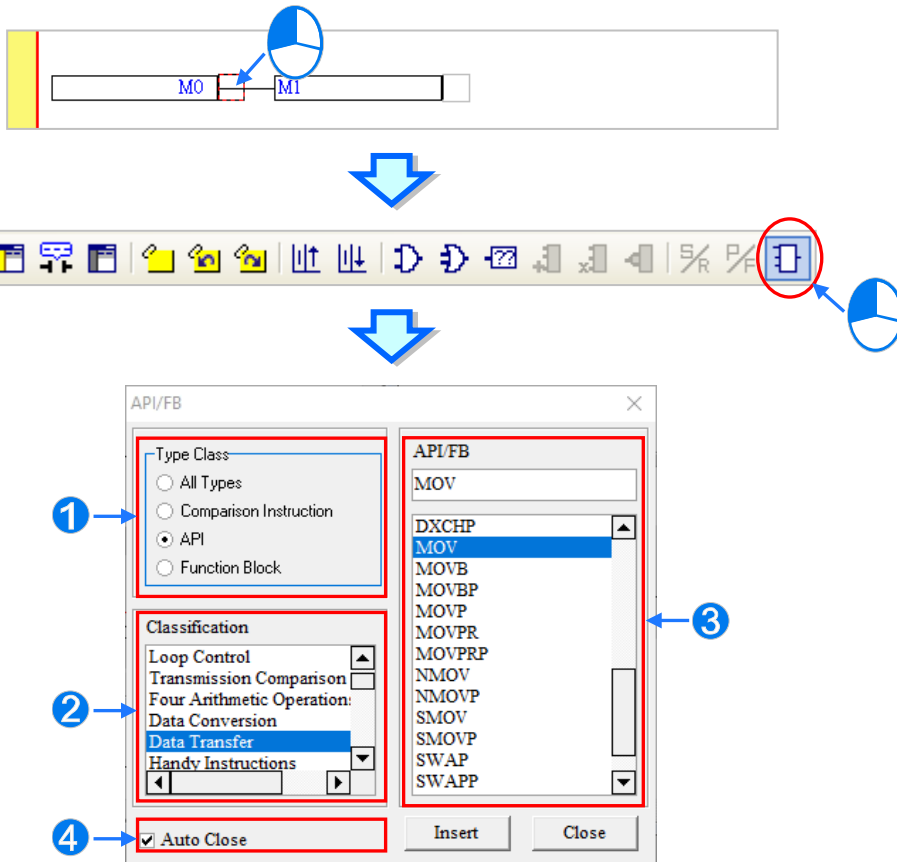 M0 M1
?? S/R P/F
API/FB
Type Class
All Types
Comparison Instruction
API
Function Block
1
Classification
Loop Control
Transmission Comparison
Four Arithmetic Operation:
Data Conversion
Data Transfer
Handy Instructions
2
API/FB
MOV
DXCHP
MOV
MOVB
MOVBP
MOVP
MOVPR
MOVPRP
NMOV
NMOVP
SMOV
SMOVP
SWAP
SWAPP
3
4
Auto Close
Insert Close